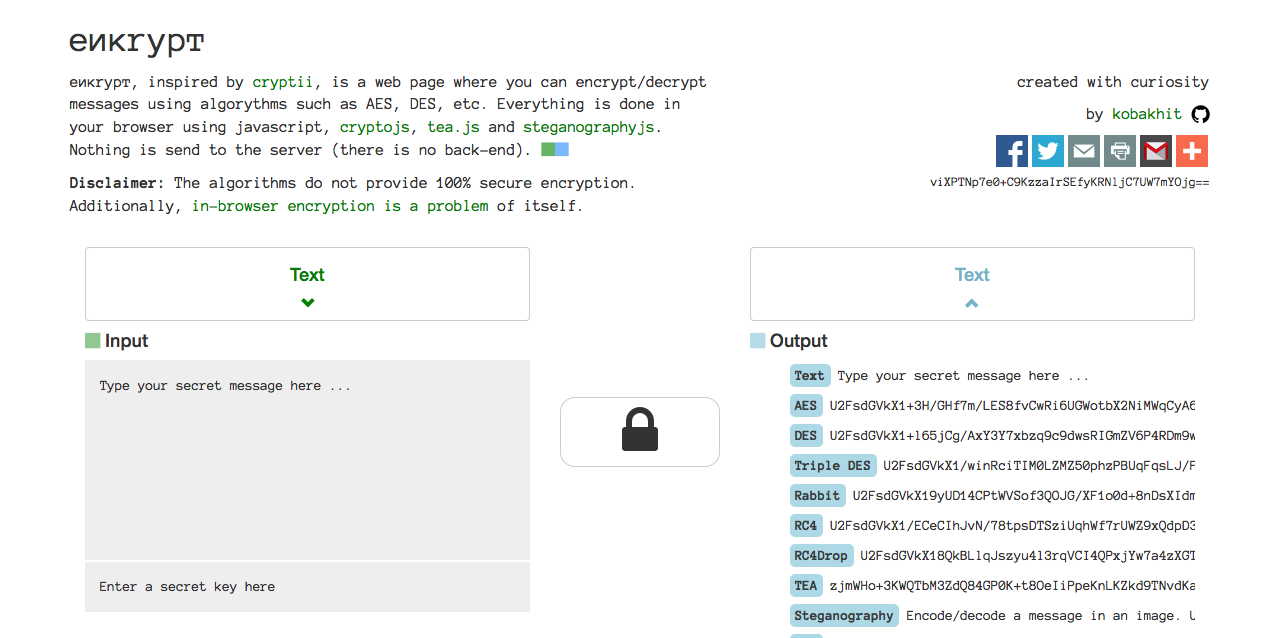 eикrypт
eикrypт, inspired by cryptii, is a web page where you can encrypt/decrypt
messages using algorythms such as AES, DES, etc. Everything is done in
your browser using javascript, cryptojs, tea.js and steganographyjs.
Nothing is send to the server (there is no back-end).
Disclaimer: The algorithms do not provide 100% secure encryption.
Additionally, in-browser encryption is a problem of itself.
created with curiosity
by kobakhit
viXPTNp7e0+C9KzzaIrSEfyKRNljC7UW7mYOjg==
Text
Input
Type your secret message here ...
Enter a secret key here
Text
Output
Text Type your secret message here ...
AES U2FsdGVkX1+3H/GHf7m/LES8fvCwRi6UGWotbX2NiMWqCyA6
DES U2FsdGVkX1+l65jCg/AxY3Y7xbzq9c9dwsRIGmZV6P4RDm9w
Triple DES U2FsdGVkX1/winRciTIM0LZMZ50phzPBUqFqsLJ/F
Rabbit U2FsdGVkX19yUD14CPtWVSof3QOJG/XF1o0d+8nDsXIdm
RC4 U2FsdGVkX1/ECeCIhJvN/78tpsDTSziUqhWf7rUWZ9xQdpD3
RC4Drop U2FsdGVkX18QkBLlqJszyu4l3rqVCI4QPxjYw7a4zXGT
TEA zjmWHo+3KWQTbM3ZdQ84GP0K+t8OeIiPpeKnLKZkd9TNvdKa
Steganography Encode/decode a message in an image. U